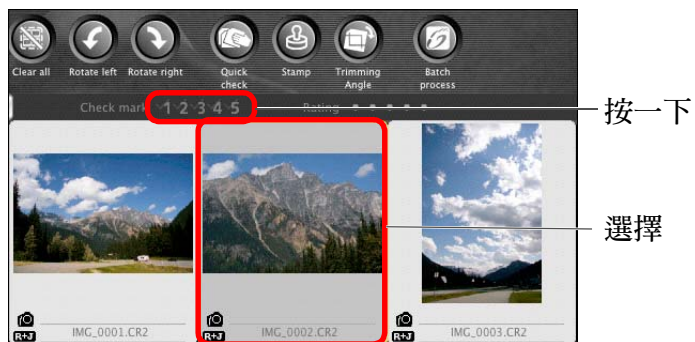 Clear all Rotate left Rotate right Quick check Stamp Trimming Angle Batch process
Check mark 1 2 3 4 5 Rating
按一下
選擇
R+J IMG_0001.CR2 R+J IMG_0002.CR2 R+J IMG_0003.CR2